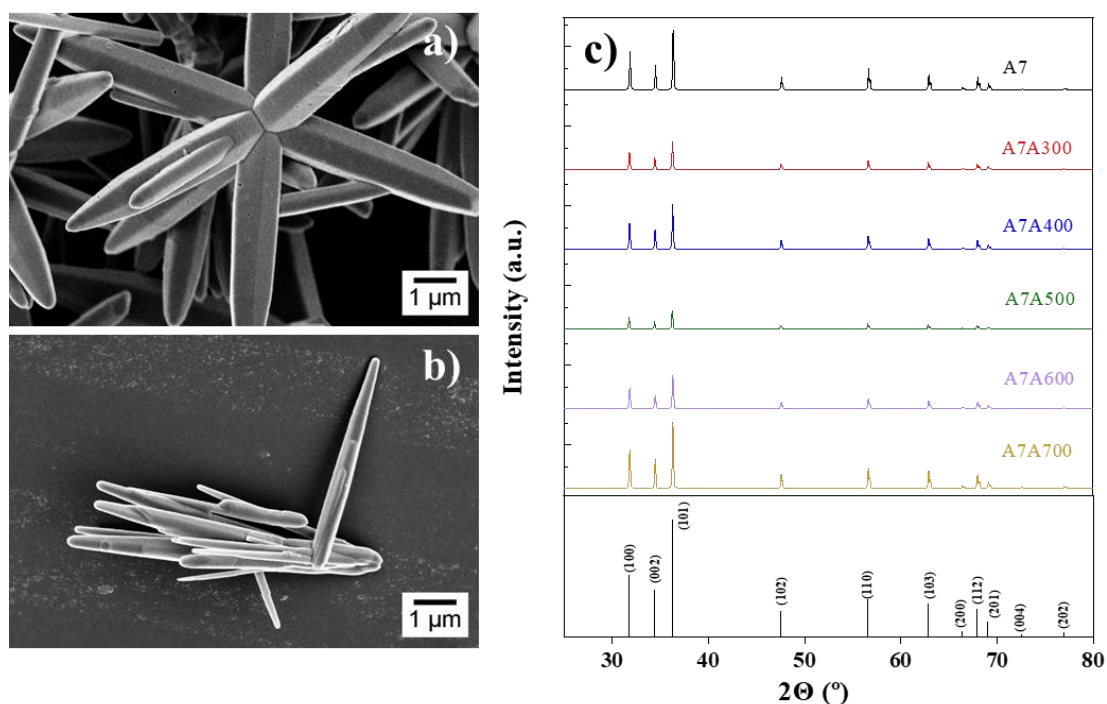 a)
1 µm
b)
1 µm
c)
Intensity (a.u.)
A7
A7A300
A7A400
A7A500
A7A600
A7A700
(100)
(002)
(101)
(102)
(110)
(103)
(200)
(112)
(201)
(004)
(202)
30 40 50 60 70 80
2Θ (º)